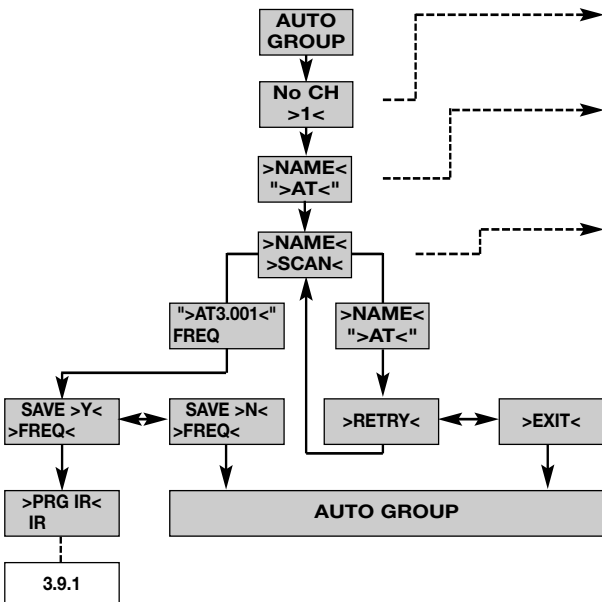 AUTO
GROUP
No CH
>1<
>NAME<
">AT<"
>NAME<
>SCAN<
">AT3.001<"
FREQ
>NAME<
">AT<"
SAVE >Y<
>FREQ<
SAVE >N<
>FREQ<
>RETRY<
>EXIT<
>PRG IR<
IR
AUTO GROUP
3.9.1